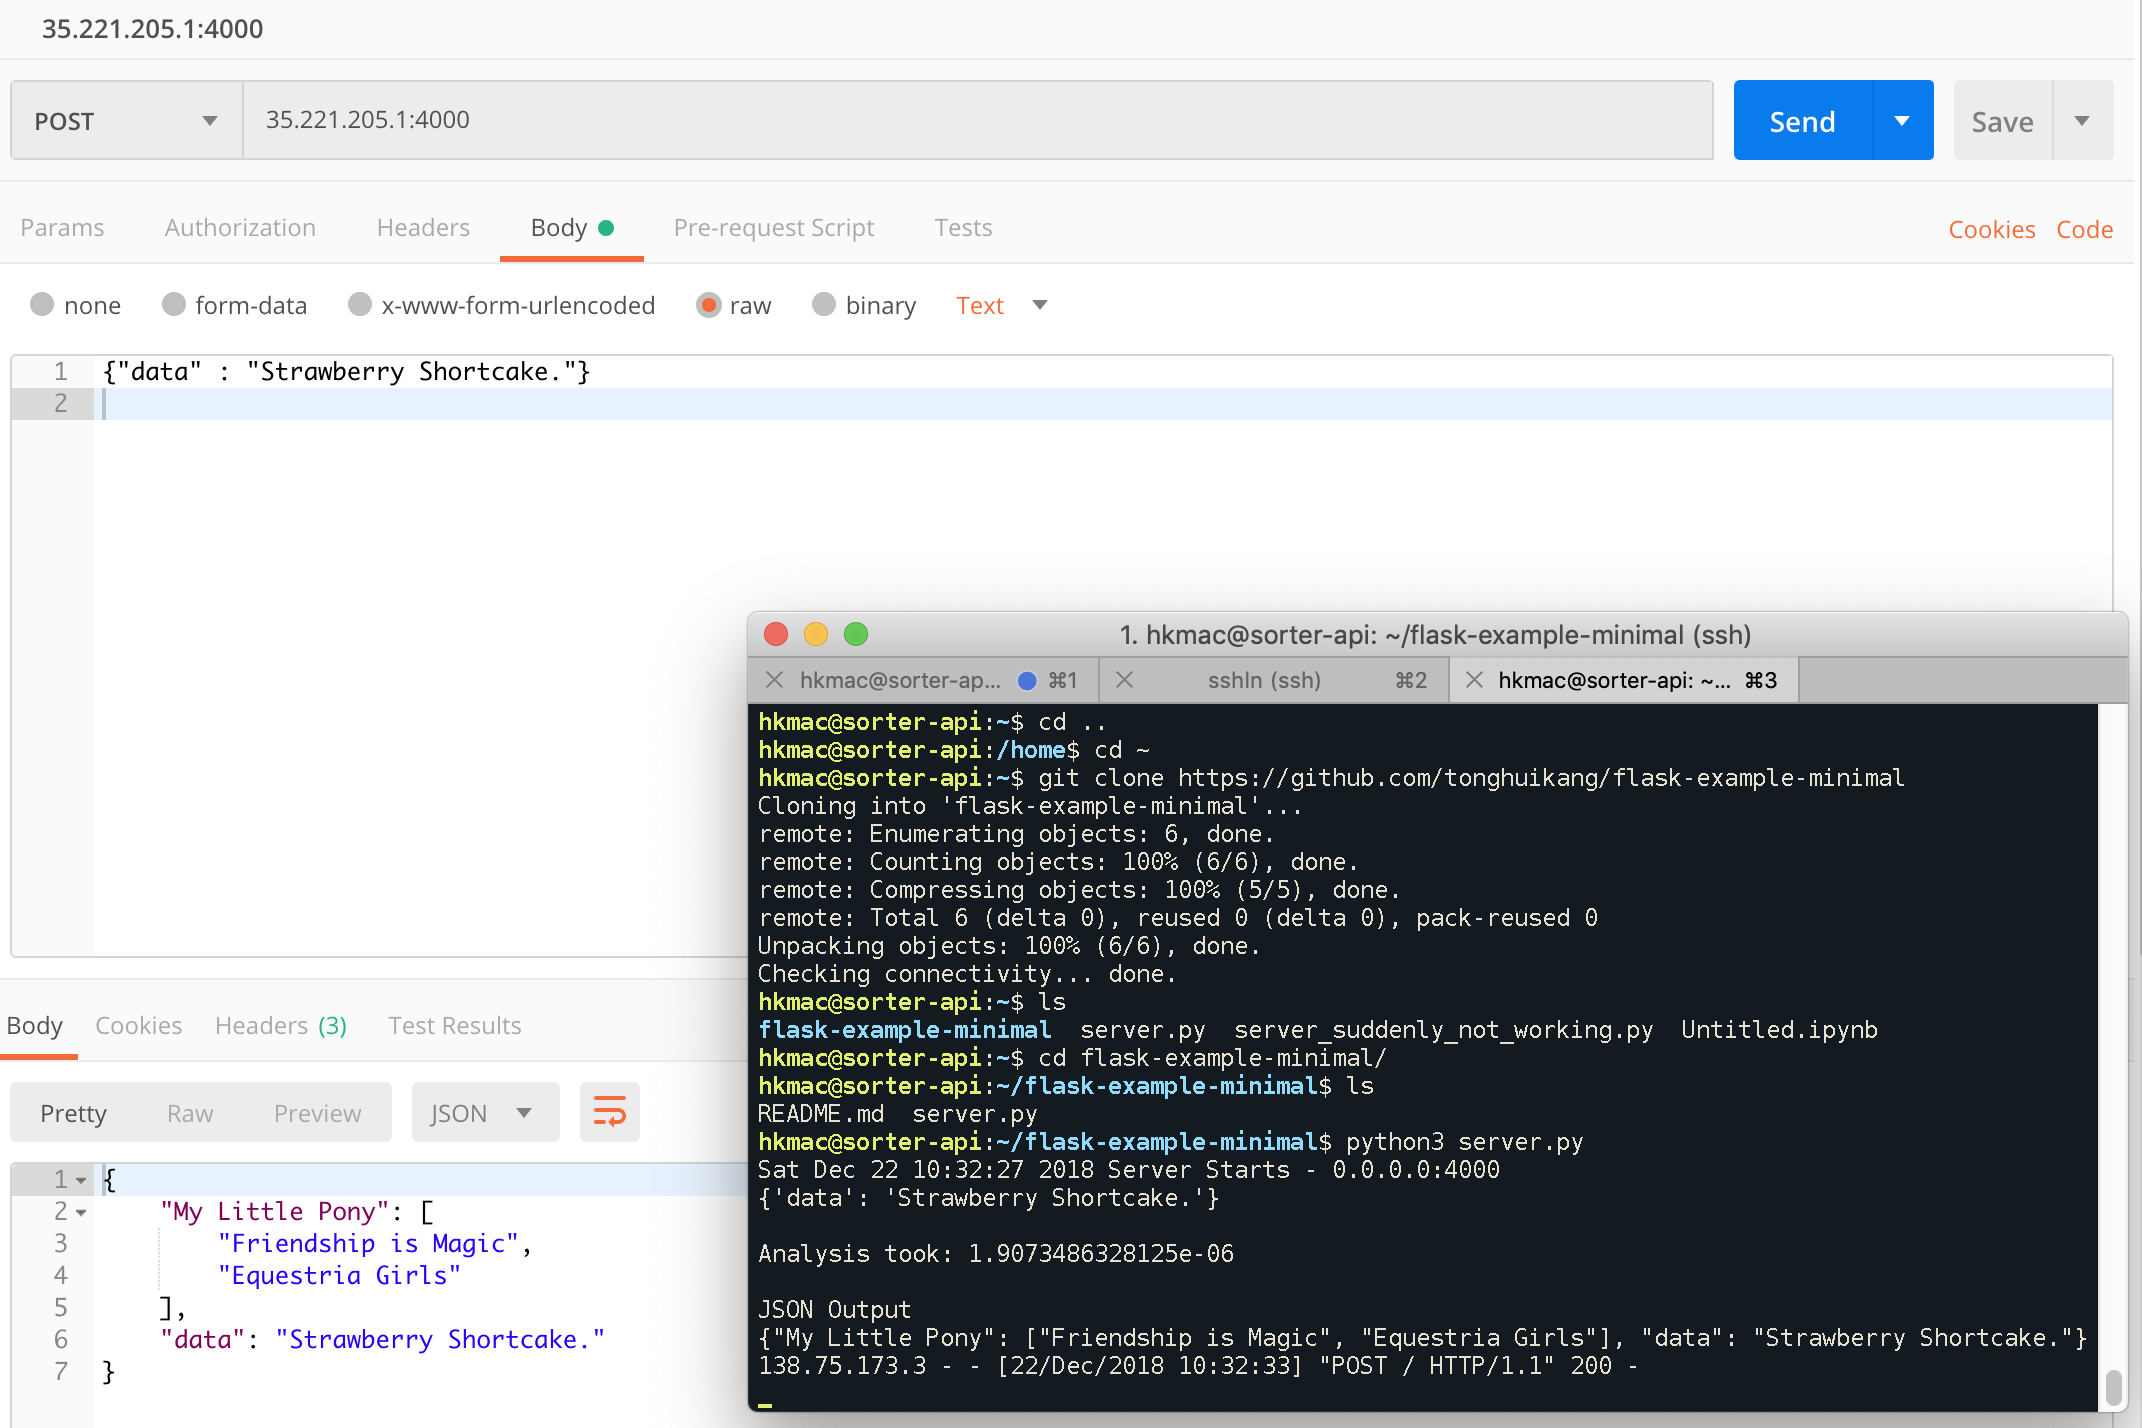 35.221.205.1:4000
POST 35.221.205.1:4000 Send Save
Params Authorization Headers Body Pre-request Script Tests Cookies Code
none form-data x-www-form-urlencoded raw binary Text
1 {"data" : "Strawberry Shortcake."}
2
Body Cookies Headers (3) Test Results
Pretty Raw Preview JSON
1 {
2 "My Little Pony": [
3 "Friendship is Magic",
4 "Equestria Girls"
5 ],
6 "data": "Strawberry Shortcake."
7 }
1. hkmac@sorter-api: ~/flask-example-minimal (ssh)
hkmac@sorter-ap... ⌘1 sshln (ssh) ⌘2 hkmac@sorter-api: ~... ⌘3
hkmac@sorter-api:~$ cd ..
hkmac@sorter-api:/home$ cd ~
hkmac@sorter-api:~$ git clone https://github.com/tonghuikang/flask-example-minimal
Cloning into 'flask-example-minimal'...
remote: Enumerating objects: 6, done.
remote: Counting objects: 100% (6/6), done.
remote: Compressing objects: 100% (5/5), done.
remote: Total 6 (delta 0), reused 0 (delta 0), pack-reused 0
Unpacking objects: 100% (6/6), done.
Checking connectivity... done.
hkmac@sorter-api:~$ ls
flask-example-minimal server.py server_suddenly_not_working.py Untitled.ipynb
hkmac@sorter-api:~$ cd flask-example-minimal/
hkmac@sorter-api:~/flask-example-minimal$ ls
README.md server.py
hkmac@sorter-api:~/flask-example-minimal$ python3 server.py
Sat Dec 22 10:32:27 2018 Server Starts - 0.0.0.0:4000
{'data': 'Strawberry Shortcake.'}
Analysis took: 1.9073486328125e-06
JSON Output
{"My Little Pony": ["Friendship is Magic", "Equestria Girls"], "data": "Strawberry Shortcake."}
138.75.173.3 - - [22/Dec/2018 10:32:33] "POST / HTTP/1.1" 200 -